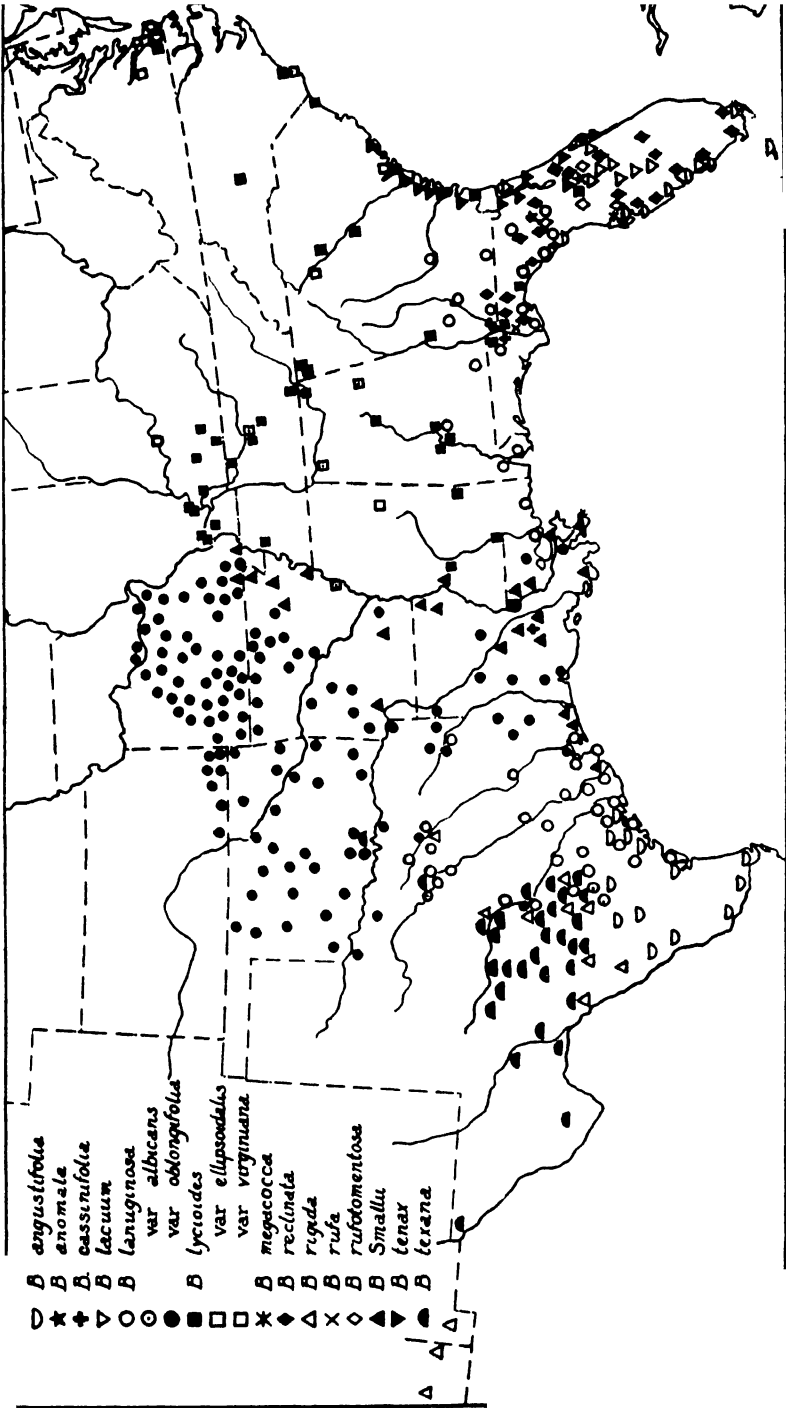 B angustifolia
B anomala
B. cassinifolia
B lacuum
B lanuginosa
var albicans
var oblongifolia
B lycioides
var ellipsoidalis
var virginiana
B megacocca
B reclinata
B rigida
B rufa
B rufotomentosa
B Smallu
B tenax
B texana